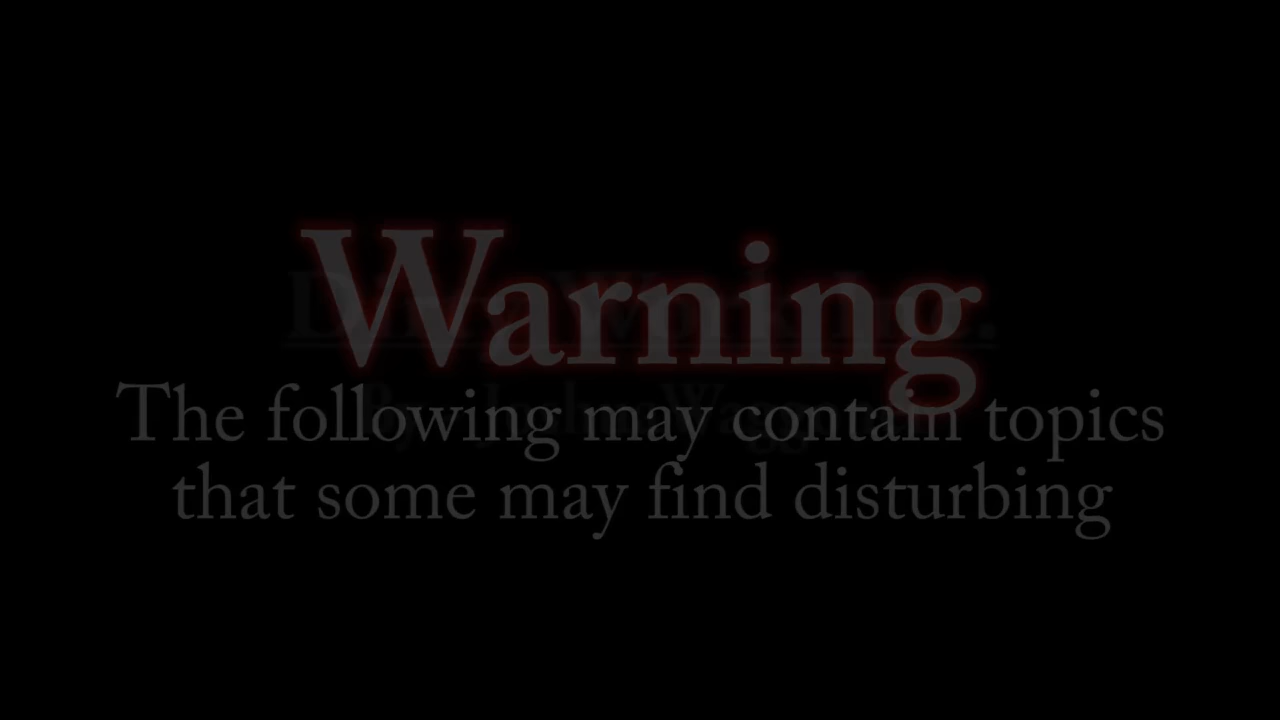 Warning
The following may contain topics
that some may find disturbing